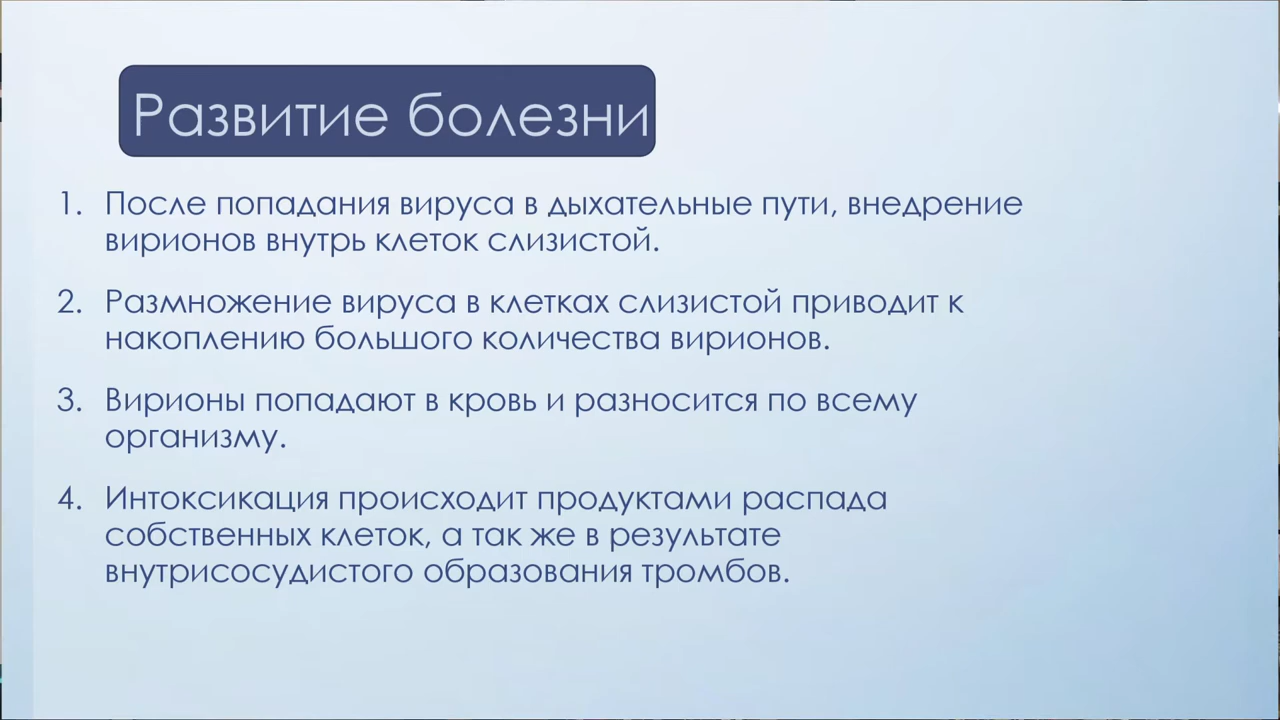 Развитие болезни
1. После попадания вируса в дыхательные пути, внедрение
вирионов внутрь клеток слизистой.
2. Размножение вируса в клетках слизистой приводит к
накоплению большого количества вирионов.
3. Вирионы попадают в кровь и разносится по всему
организму.
4. Интоксикация происходит продуктами распада
собственных клеток, а так же в результате
внутрисосудистого образования тромбов.